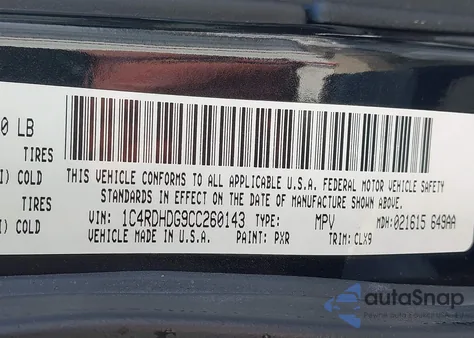 0 LB
TIRES
I) COLD
TIRES
I) COLD
THIS VEHICLE CONFORMS TO ALL APPLICABLE U.S.A. FEDERAL MOTOR VEHICLE SAFETY
STANDARDS IN EFFECT ON THE DATE OF MANUFACTURE SHOWN ABOVE.
VIN: 1C4RDHDG9CC260143 TYPE: MPV MDH:021615 649AA
VEHICLE MADE IN U.S.A. PAINT: PXR TRIM: CLX9
autoSnap